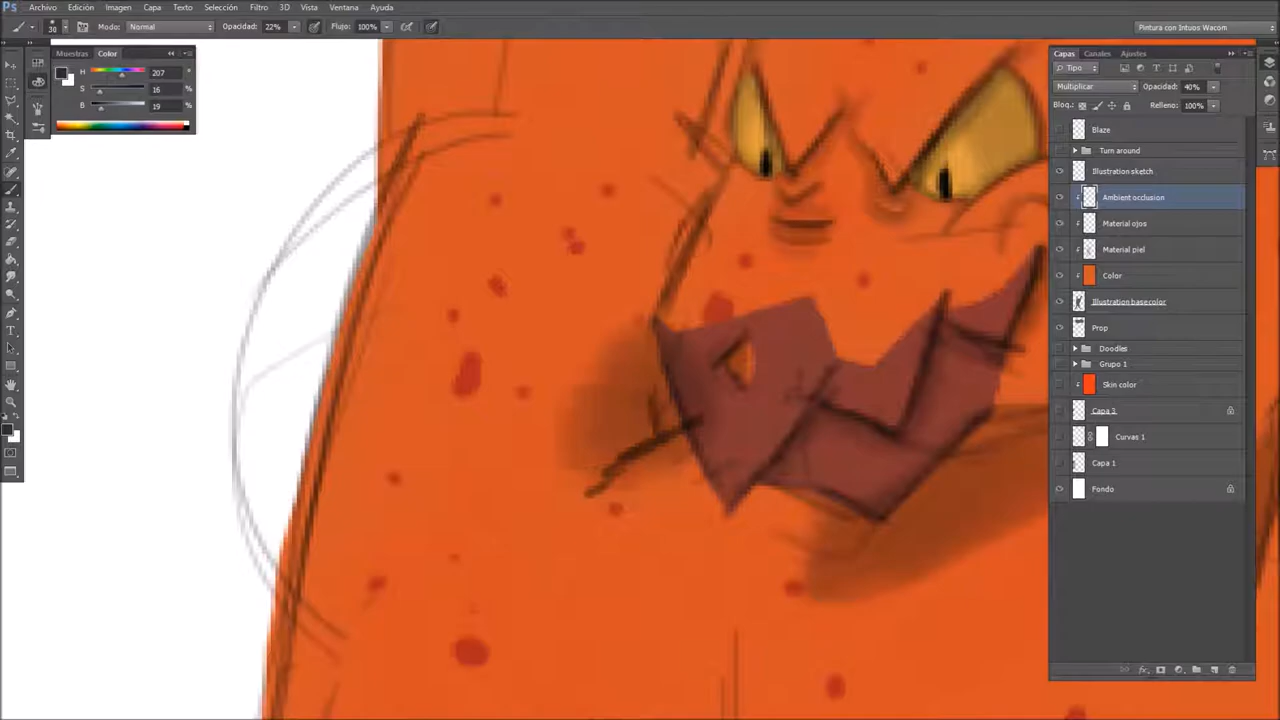 Ps Archivo Edición Imagen Capa Texto Selección Filtro 3D Vista Ventana Ayuda
30 Modo: Normal Opacidad: 22% Flujo: 100% Pintura con Intuos Wacom
Muestras Color
H 207 °
S 16 %
B 19 %
Capas Canales Ajustes
Tipo
Multiplicar Opacidad: 40%
Bloq.: Relleno: 100%
Blaze
Turn around
Illustration sketch
Ambient occlusion
Material ojos
Material piel
Color
Illustration basecolor
Prop
Doodles
Grupo 1
Skin color
Capa 3
Curvas 1
Capa 1
Fondo
fx